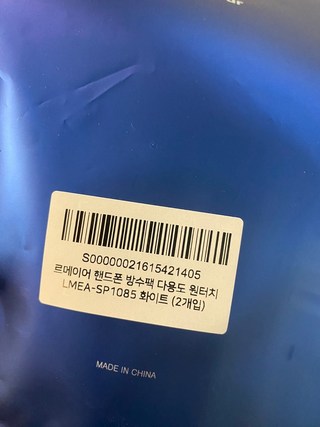 S00000021615421405
르메이어 핸드폰 방수팩 다용도 원터치
LMEA-SP1085 화이트 (2개입)
MADE IN CHINA